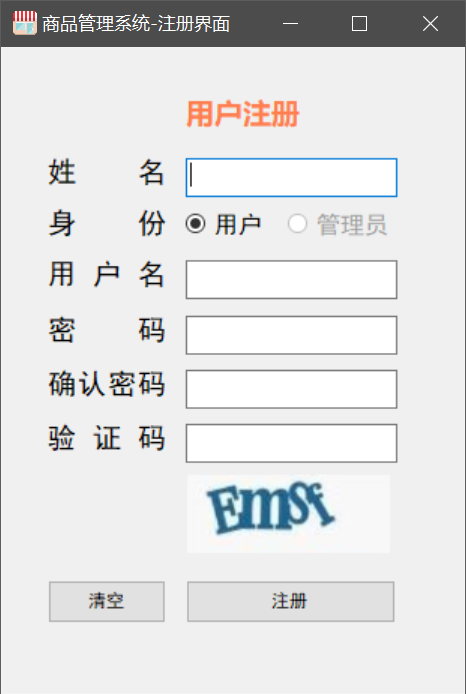 商品管理系统-注册界面
用户注册
姓 名
身 份 用户 管理员
用 户 名
密 码
确认密码
验 证 码
EmSf
清空 注册